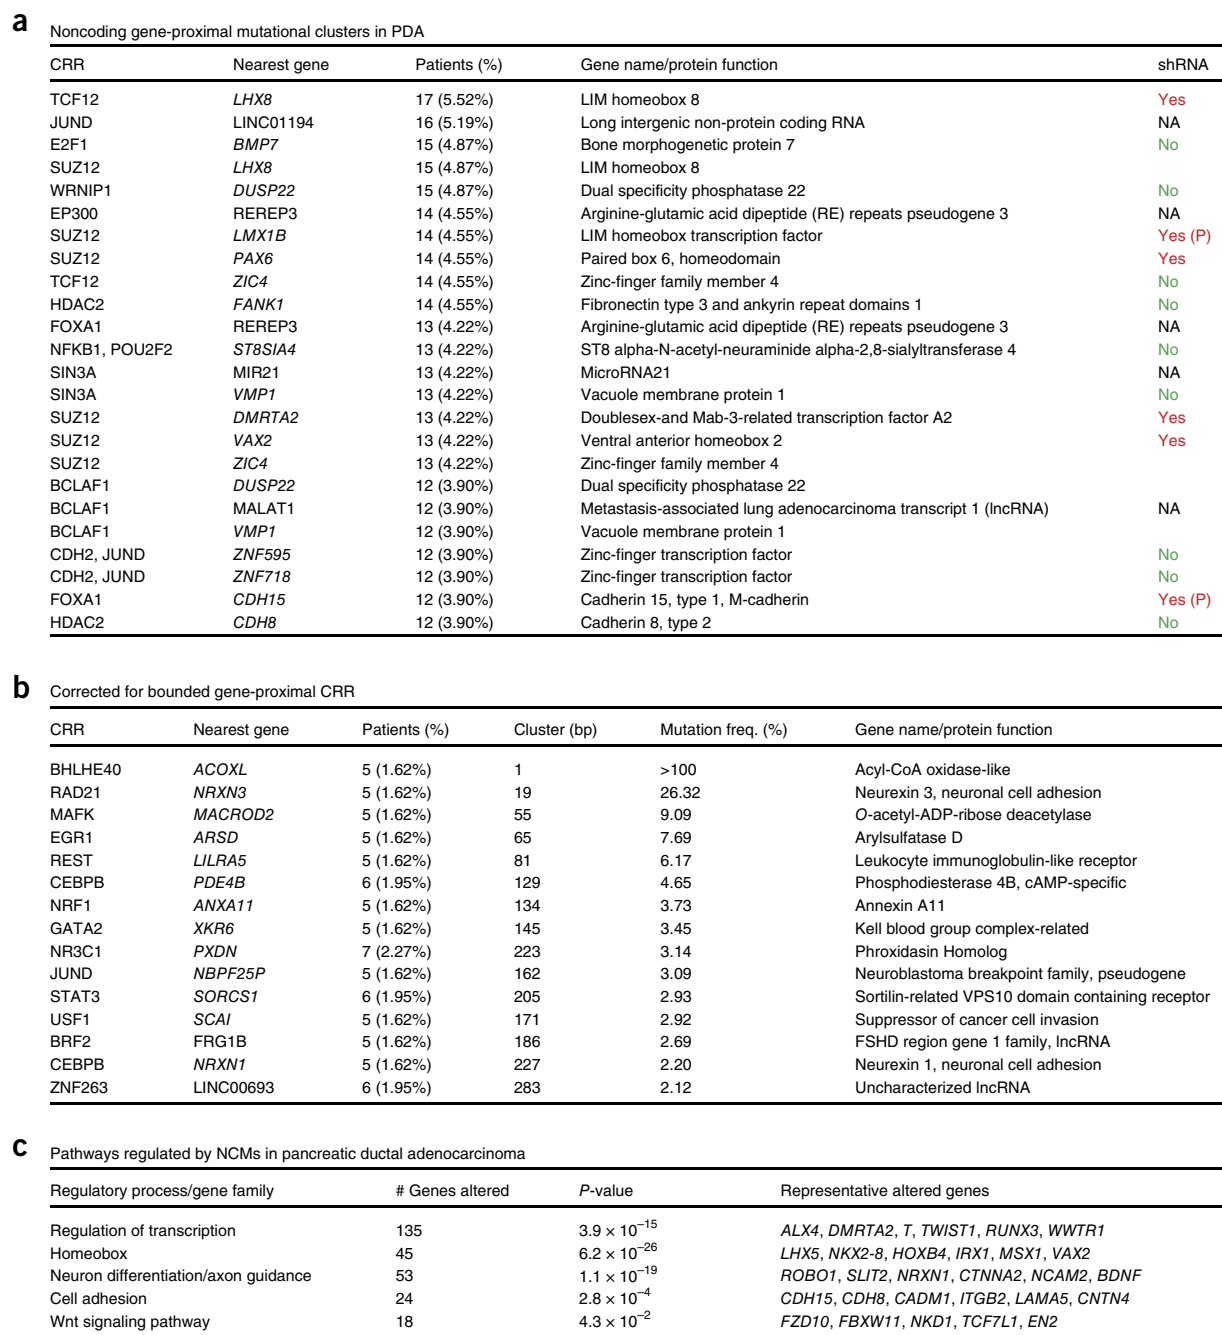 a
Noncoding gene-proximal mutational clusters in PDA
CRR Nearest gene Patients (%) Gene name/protein function shRNA
TCF12 LHX8 17 (5.52%) LIM homeobox 8 Yes
JUND LINC01194 16 (5.19%) Long intergenic non-protein coding RNA NA
E2F1 BMP7 15 (4.87%) Bone morphogenetic protein 7 No
SUZ12 LHX8 15 (4.87%) LIM homeobox 8
WRNIP1 DUSP22 15 (4.87%) Dual specificity phosphatase 22 No
EP300 REREP3 14 (4.55%) Arginine-glutamic acid dipeptide (RE) repeats pseudogene 3 NA
SUZ12 LMX1B 14 (4.55%) LIM homeobox transcription factor Yes (P)
SUZ12 PAX6 14 (4.55%) Paired box 6, homeodomain Yes
TCF12 ZIC4 14 (4.55%) Zinc-finger family member 4 No
HDAC2 FANK1 14 (4.55%) Fibronectin type 3 and ankyrin repeat domains 1 No
FOXA1 REREP3 13 (4.22%) Arginine-glutamic acid dipeptide (RE) repeats pseudogene 3 NA
NFKB1, POU2F2 ST8SIA4 13 (4.22%) ST8 alpha-N-acetyl-neuraminide alpha-2,8-sialyltransferase 4 No
SIN3A MIR21 13 (4.22%) MicroRNA21 NA
SIN3A VMP1 13 (4.22%) Vacuole membrane protein 1 No
SUZ12 DMRTA2 13 (4.22%) Doublesex-and Mab-3-related transcription factor A2 Yes
SUZ12 VAX2 13 (4.22%) Ventral anterior homeobox 2 Yes
SUZ12 ZIC4 13 (4.22%) Zinc-finger family member 4
BCLAF1 DUSP22 12 (3.90%) Dual specificity phosphatase 22
BCLAF1 MALAT1 12 (3.90%) Metastasis-associated lung adenocarcinoma transcript 1 (lncRNA) NA
BCLAF1 VMP1 12 (3.90%) Vacuole membrane protein 1
CDH2, JUND ZNF595 12 (3.90%) Zinc-finger transcription factor No
CDH2, JUND ZNF718 12 (3.90%) Zinc-finger transcription factor No
FOXA1 CDH15 12 (3.90%) Cadherin 15, type 1, M-cadherin Yes (P)
HDAC2 CDH8 12 (3.90%) Cadherin 8, type 2 No
b
Corrected for bounded gene-proximal CRR
CRR Nearest gene Patients (%) Cluster (bp) Mutation freq. (%) Gene name/protein function
BHLHE40 ACOXL 5 (1.62%) 1 >100 Acyl-CoA oxidase-like
RAD21 NRXN3 5 (1.62%) 19 26.32 Neurexin 3, neuronal cell adhesion
MAFK MACROD2 5 (1.62%) 55 9.09 O-acetyl-ADP-ribose deacetylase
EGR1 ARSD 5 (1.62%) 65 7.69 Arylsulfatase D
REST LILRA5 5 (1.62%) 81 6.17 Leukocyte immunoglobulin-like receptor
CEBPB PDE4B 6 (1.95%) 129 4.65 Phosphodiesterase 4B, cAMP-specific
NRF1 ANXA11 5 (1.62%) 134 3.73 Annexin A11
GATA2 XKR6 5 (1.62%) 145 3.45 Kell blood group complex-related
NR3C1 PXDN 7 (2.27%) 223 3.14 Phroxidasin Homolog
JUND NBPF25P 5 (1.62%) 162 3.09 Neuroblastoma breakpoint family, pseudogene
STAT3 SORCS1 6 (1.95%) 205 2.93 Sortilin-related VPS10 domain containing receptor
USF1 SCAI 5 (1.62%) 171 2.92 Suppressor of cancer cell invasion
BRF2 FRG1B 5 (1.62%) 186 2.69 FSHD region gene 1 family, lncRNA
CEBPB NRXN1 5 (1.62%) 227 2.20 Neurexin 1, neuronal cell adhesion
ZNF263 LINC00693 6 (1.95%) 283 2.12 Uncharacterized lncRNA
c
Pathways regulated by NCMs in pancreatic ductal adenocarcinoma
Regulatory process/gene family # Genes altered P-value Representative altered genes
Regulation of transcription 135 3.9 × 10⁻¹⁵ ALX4, DMRTA2, T, TWIST1, RUNX3, WWTR1
Homeobox 45 6.2 × 10⁻²⁶ LHX5, NKX2-8, HOXB4, IRX1, MSX1, VAX2
Neuron differentiation/axon guidance 53 1.1 × 10⁻¹⁹ ROBO1, SLIT2, NRXN1, CTNNA2, NCAM2, BDNF
Cell adhesion 24 2.8 × 10⁻⁴ CDH15, CDH8, CADM1, ITGB2, LAMA5, CNTN4
Wnt signaling pathway 18 4.3 × 10⁻² FZD10, FBXW11, NKD1, TCF7L1, EN2